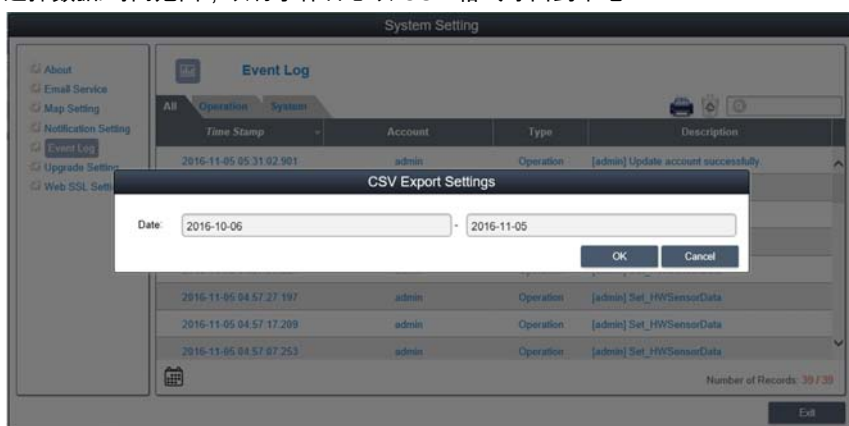 System Setting
About
Email Service
Map Setting
Notification Setting
Event Log
Upgrade Setting
Web SSL
Event Log
All Operation System
Time Stamp Account Type Description
2016-11-05 05:31:02.901 admin Operation [admin] Update account successfully.
CSV Export Settings
Date: 2016-10-06 - 2016-11-05
OK Cancel
2016-11-05 04:57:27.197 admin Operation [admin] Set_HWSensorData
2016-11-05 04:57:17.209 admin Operation [admin] Set_HWSensorData
2016-11-05 04:57:07.253 admin Operation [admin] Set_HWSensorData
Number of Records: 39 / 39
Exit